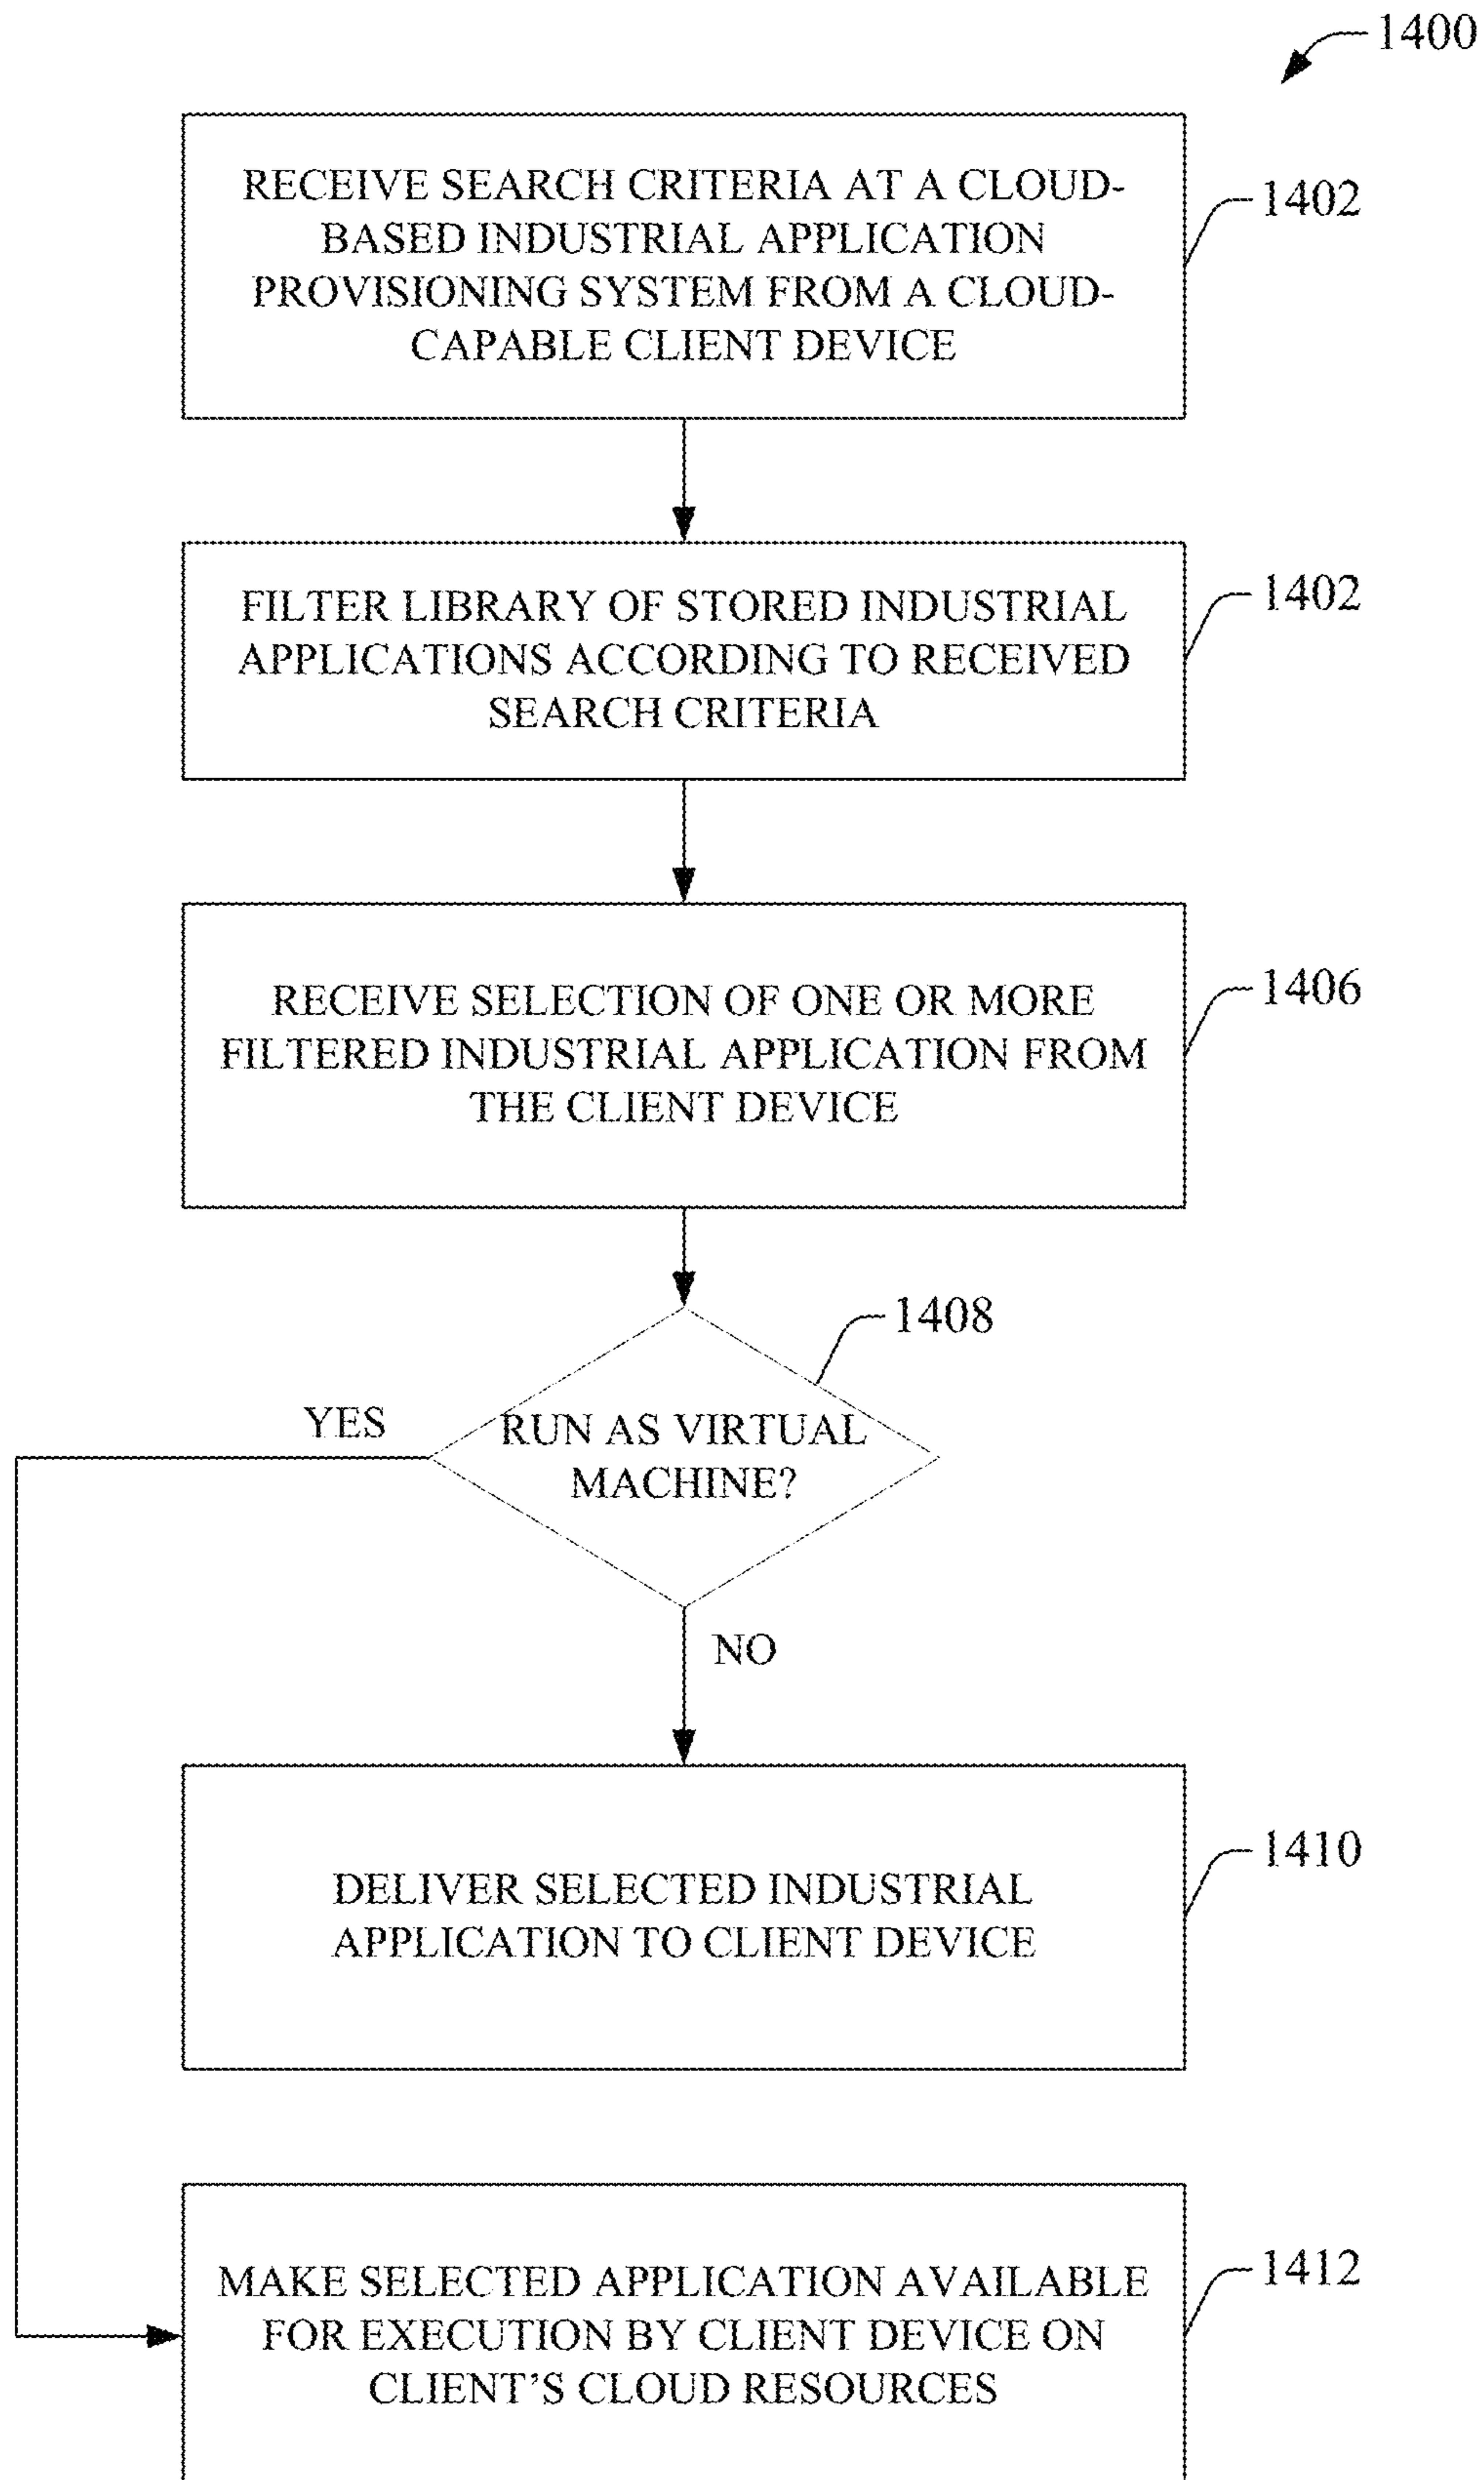 1400
RECEIVE SEARCH CRITERIA AT A CLOUD-
BASED INDUSTRIAL APPLICATION
PROVISIONING SYSTEM FROM A CLOUD-
CAPABLE CLIENT DEVICE
1402
FILTER LIBRARY OF STORED INDUSTRIAL
APPLICATIONS ACCORDING TO RECEIVED
SEARCH CRITERIA
1402
RECEIVE SELECTION OF ONE OR MORE
FILTERED INDUSTRIAL APPLICATION FROM
THE CLIENT DEVICE
1406
1408
YES
RUN AS VIRTUAL
MACHINE?
NO
DELIVER SELECTED INDUSTRIAL
APPLICATION TO CLIENT DEVICE
1410
MAKE SELECTED APPLICATION AVAILABLE
FOR EXECUTION BY CLIENT DEVICE ON
CLIENT'S CLOUD RESOURCES
1412